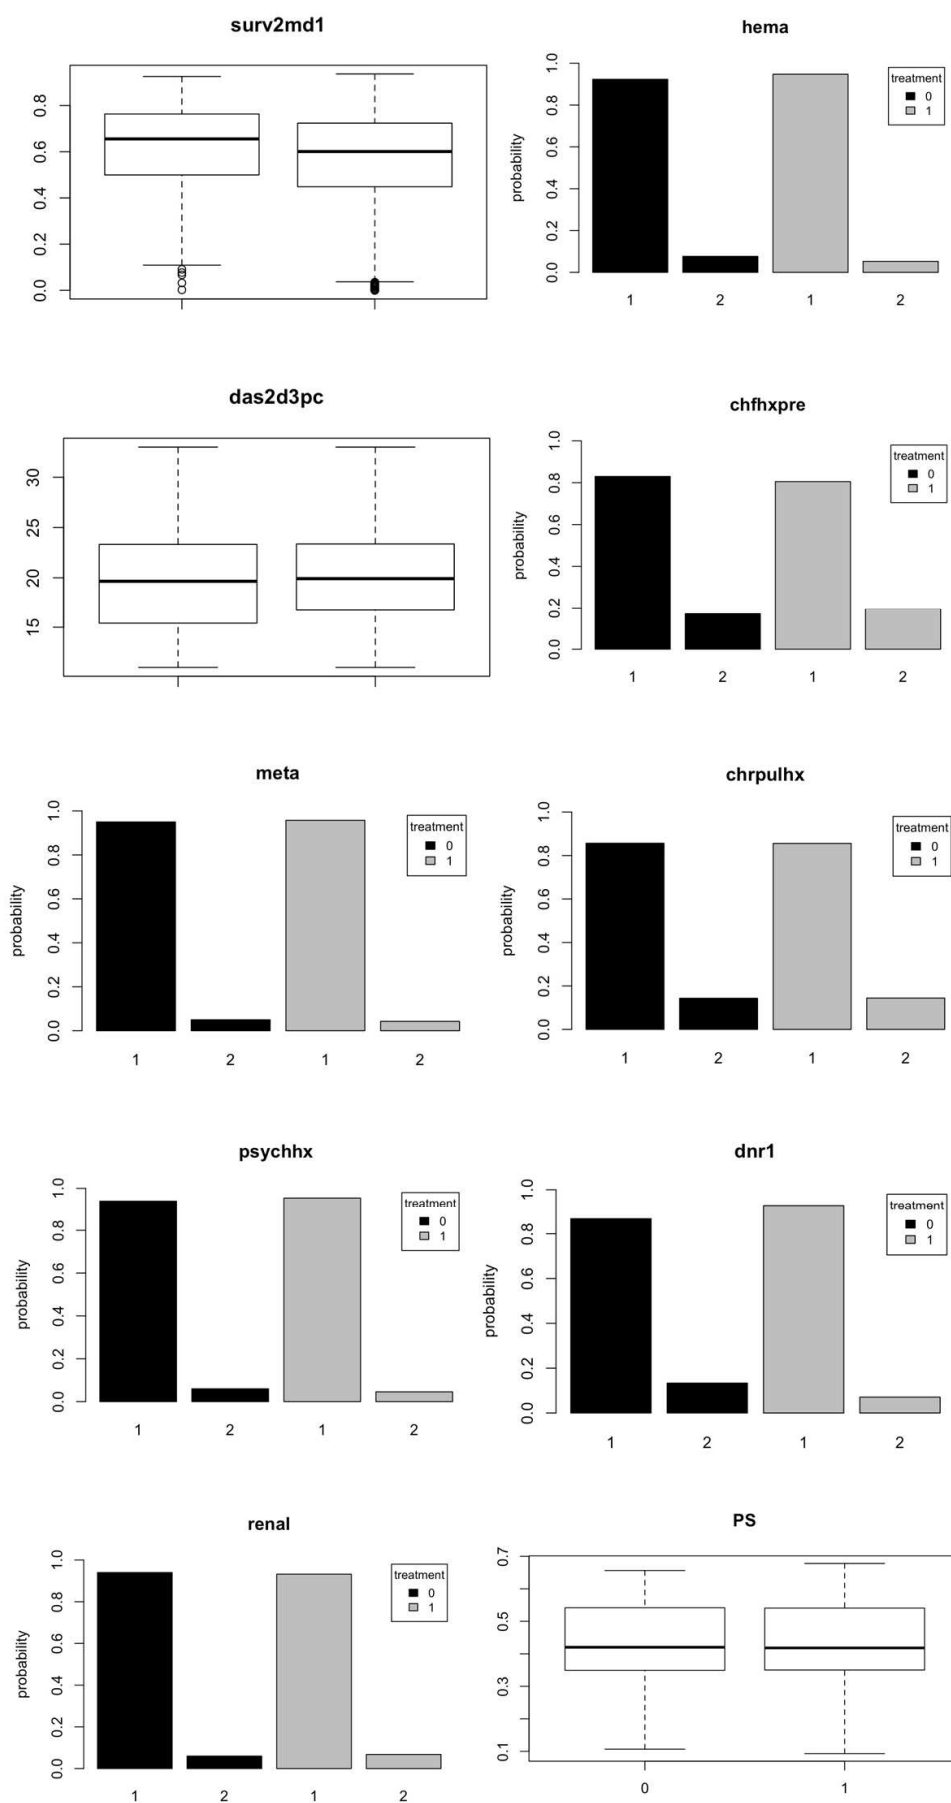 surv2md1
0.0 0.2 0.4 0.6 0.8
hema
probability
0.0 0.2 0.4 0.6 0.8 1.0
treatment
0
1
1 2 1 2
das2d3pc
15 20 25 30
chfhxpre
probability
0.0 0.2 0.4 0.6 0.8 1.0
treatment
0
1
1 2 1 2
meta
probability
0.0 0.2 0.4 0.6 0.8 1.0
treatment
0
1
1 2 1 2
chrpulhx
probability
0.0 0.2 0.4 0.6 0.8 1.0
treatment
0
1
1 2 1 2
psychhx
probability
0.0 0.2 0.4 0.6 0.8 1.0
treatment
0
1
1 2 1 2
dnr1
probability
0.0 0.2 0.4 0.6 0.8 1.0
treatment
0
1
1 2 1 2
renal
probability
0.0 0.2 0.4 0.6 0.8 1.0
treatment
0
1
1 2 1 2
PS
0.1 0.3 0.5 0.7
0 1